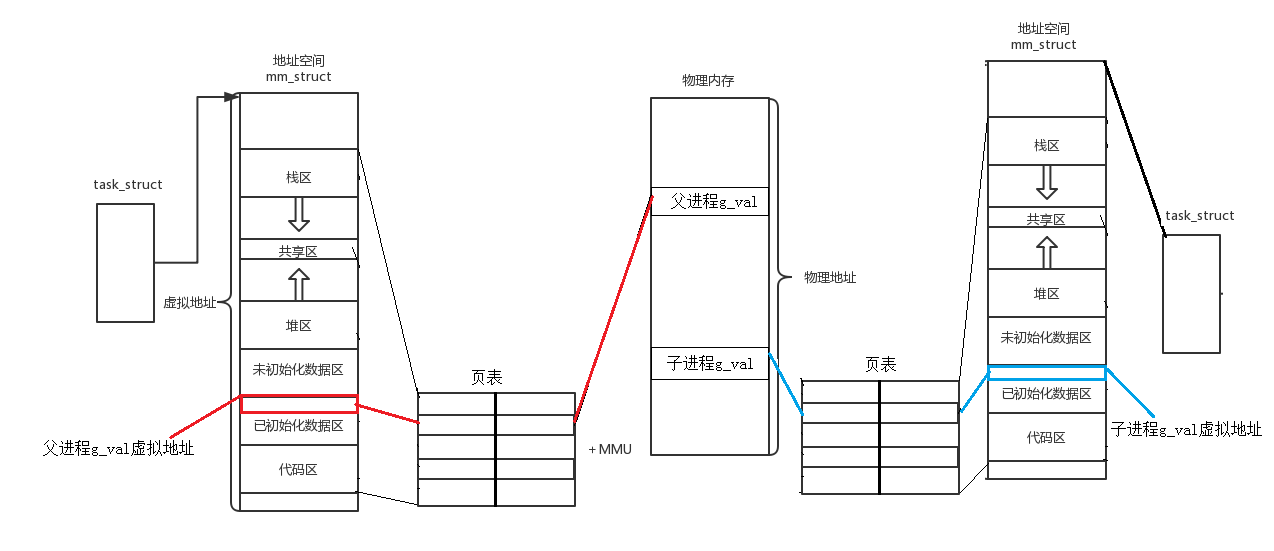 地址空间
mm_struct
task_struct
虚拟地址
栈区
共享区
堆区
未初始化数据区
已初始化数据区
代码区
父进程g_val虚拟地址
页表
+ MMU
物理内存
父进程g_val
子进程g_val
物理地址
页表
地址空间
mm_struct
栈区
共享区
堆区
未初始化数据区
已初始化数据区
代码区
task_struct
子进程g_val虚拟地址